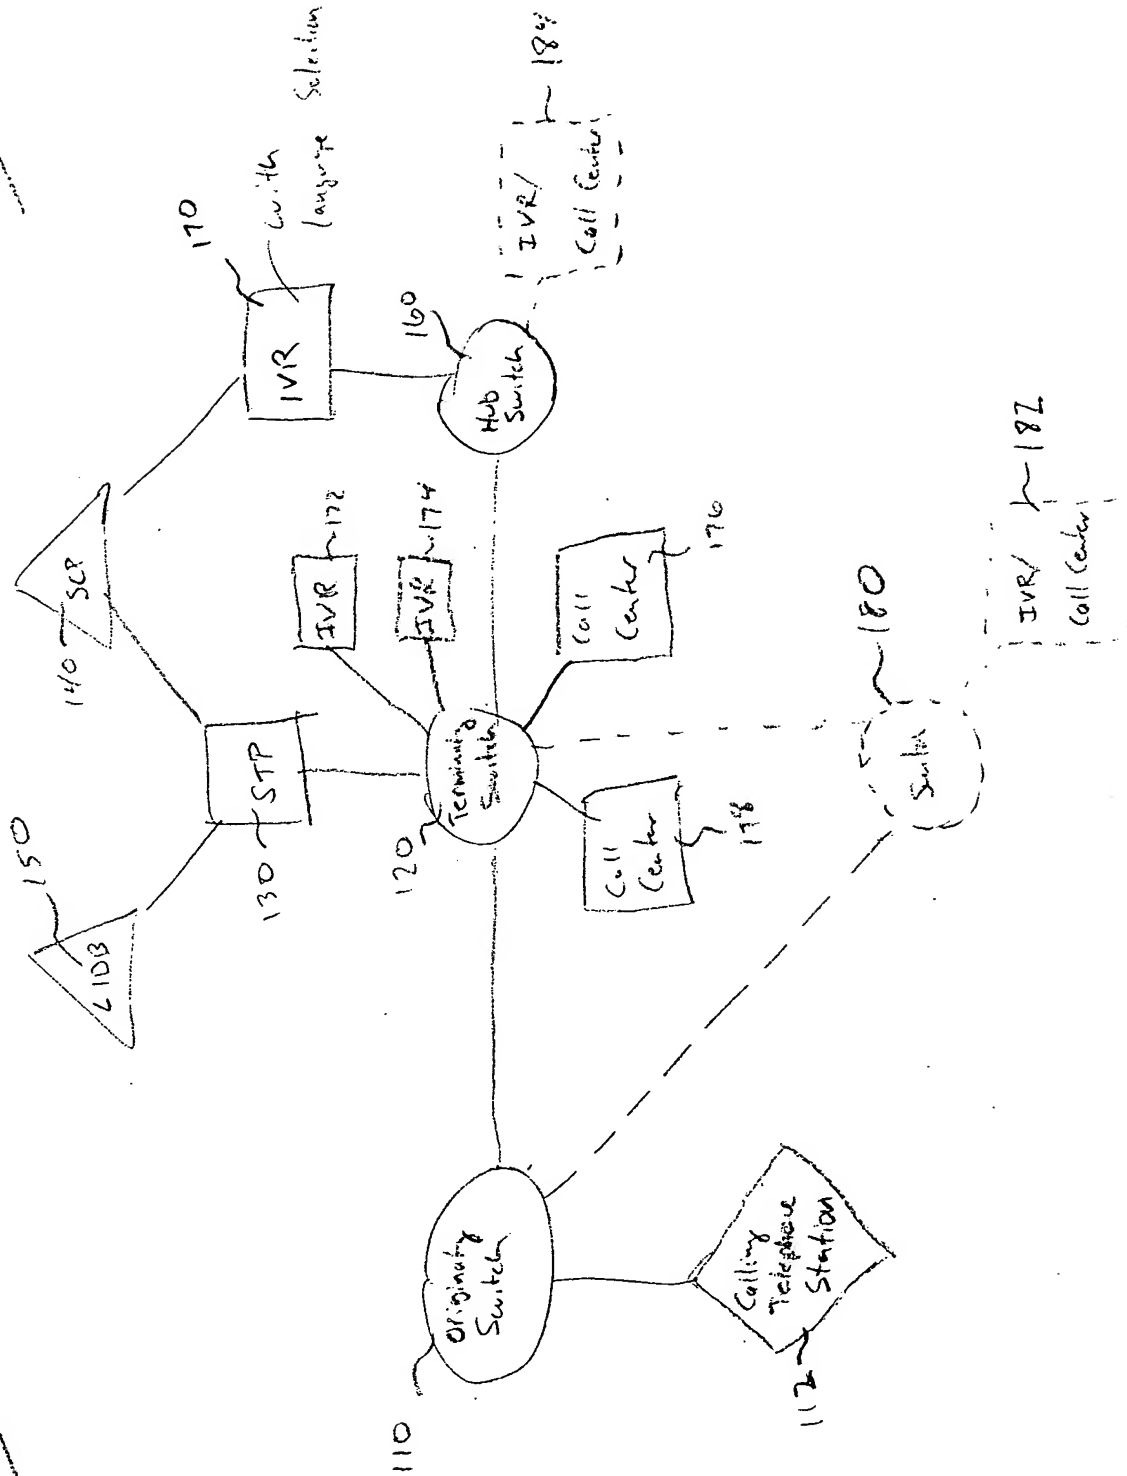 150
LIDB
140
SCP
130
STP
170
IVR
with
language Selection
IVR
172
IVR
174
120
Terminating
Switch
160
Hub
Switch
IVR/
Call Center
184
110
Originating
Switch
Call
Center
178
Call
Center
176
112
Calling
Telephone
Station
180
Switch
IVR/
Call Center
182